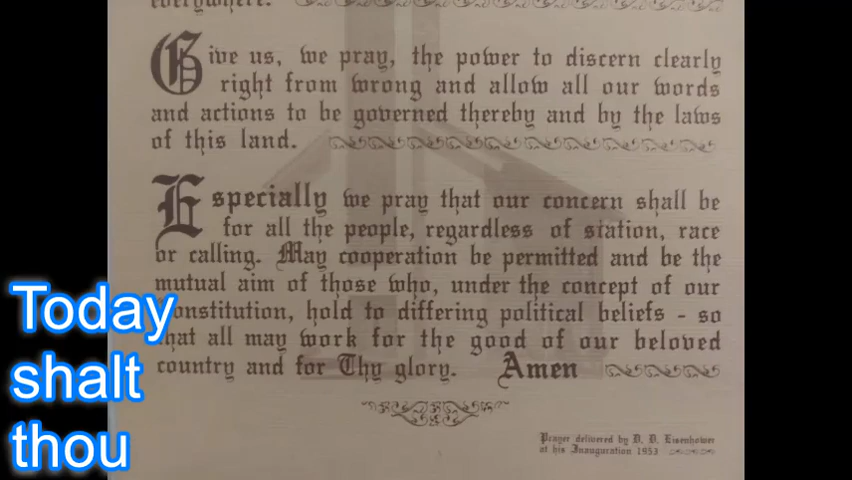 everywhere.
Give us, we pray, the power to discern clearly
right from wrong and allow all our words
and actions to be governed thereby and by the laws
of this land.
Especially we pray that our concern shall be
for all the people, regardless of station, race
or calling. May cooperation be permitted and be the
mutual aim of those who, under the concept of our
onstitution, hold to differing political beliefs - so
hat all may work for the good of our beloved
country and for Thy glory. Amen
Prayer delivered by D. D. Eisenhower
at his Inauguration 1953
Today
shalt
thou